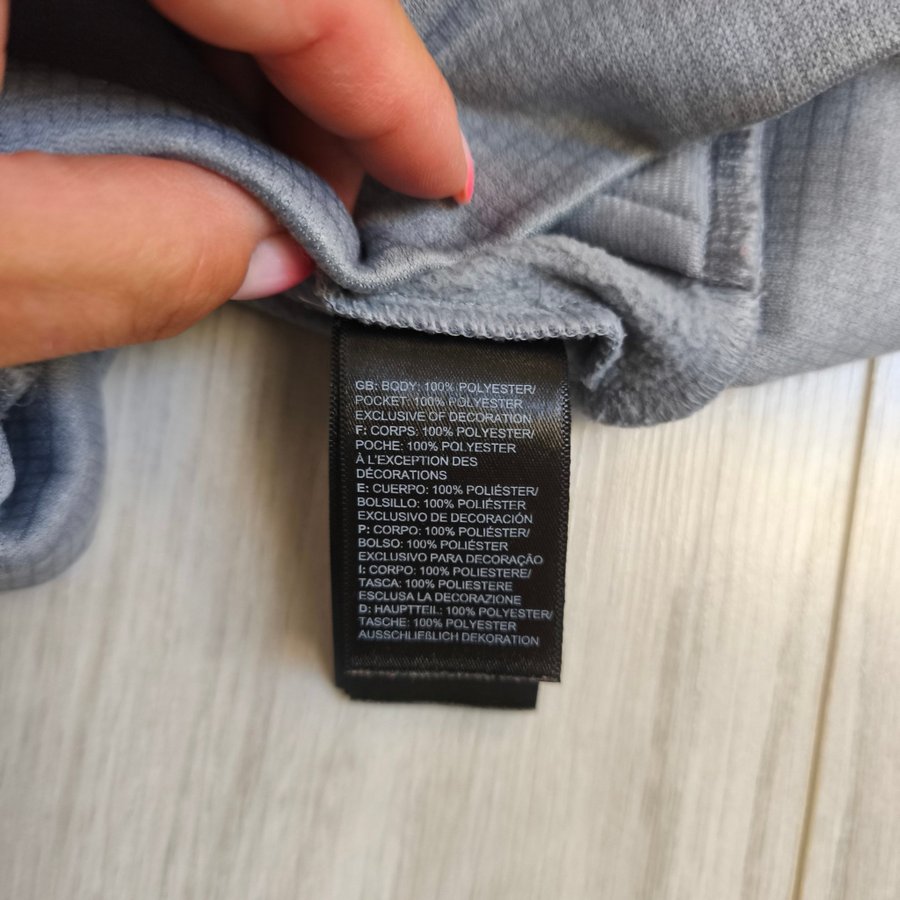 GB: BODY: 100% POLYESTER/
POCKET: 100% POLYESTER
EXCLUSIVE OF DECORATION
F: CORPS: 100% POLYESTER/
POCHE: 100% POLYESTER
À L'EXCEPTION DES
DÉCORATIONS
E: CUERPO: 100% POLIÉSTER/
BOLSILLO: 100% POLIÉSTER
EXCLUSIVO DE DECORACIÓN
P: CORPO: 100% POLIÉSTER/
BOLSO: 100% POLIÉSTER
EXCLUSIVO PARA DECORAÇÃO
I: CORPO: 100% POLIESTERE/
TASCA: 100% POLIESTERE
ESCLUSA LA DECORAZIONE
D: HAUPTTEIL: 100% POLYESTER/
TASCHE: 100% POLYESTER
AUSSCHLIEßLICH DEKORATION